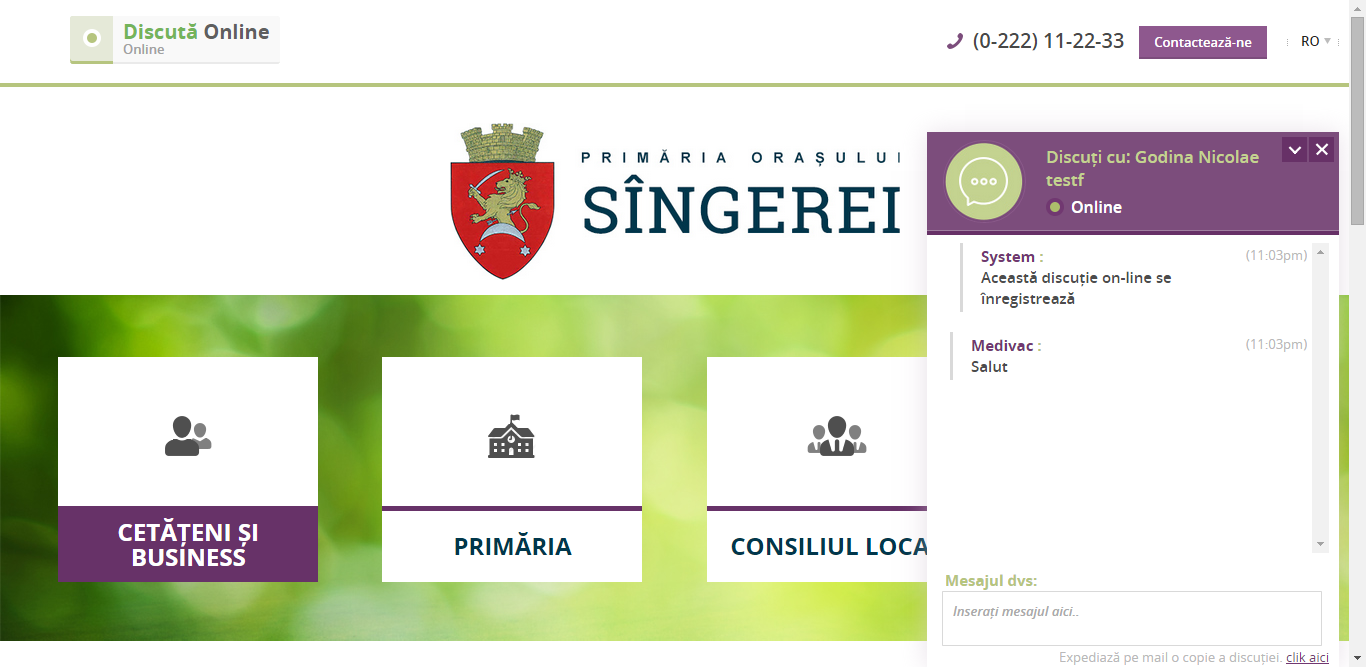 Discută Online
Online
(0-222) 11-22-33
Contactează-ne
RO
PRIMĂRIA ORAȘULUI
SÎNGEREI
Discuți cu: Godina Nicolae
testf
Online
System :
(11:03pm)
Această discuție on-line se
înregistrează
Medivac :
(11:03pm)
Salut
CETĂȚENI ȘI
BUSINESS
PRIMĂRIA
CONSILIUL LOCA
Mesajul dvs:
Inserați mesajul aici..
Expediază pe mail o copie a discuției. clik aici